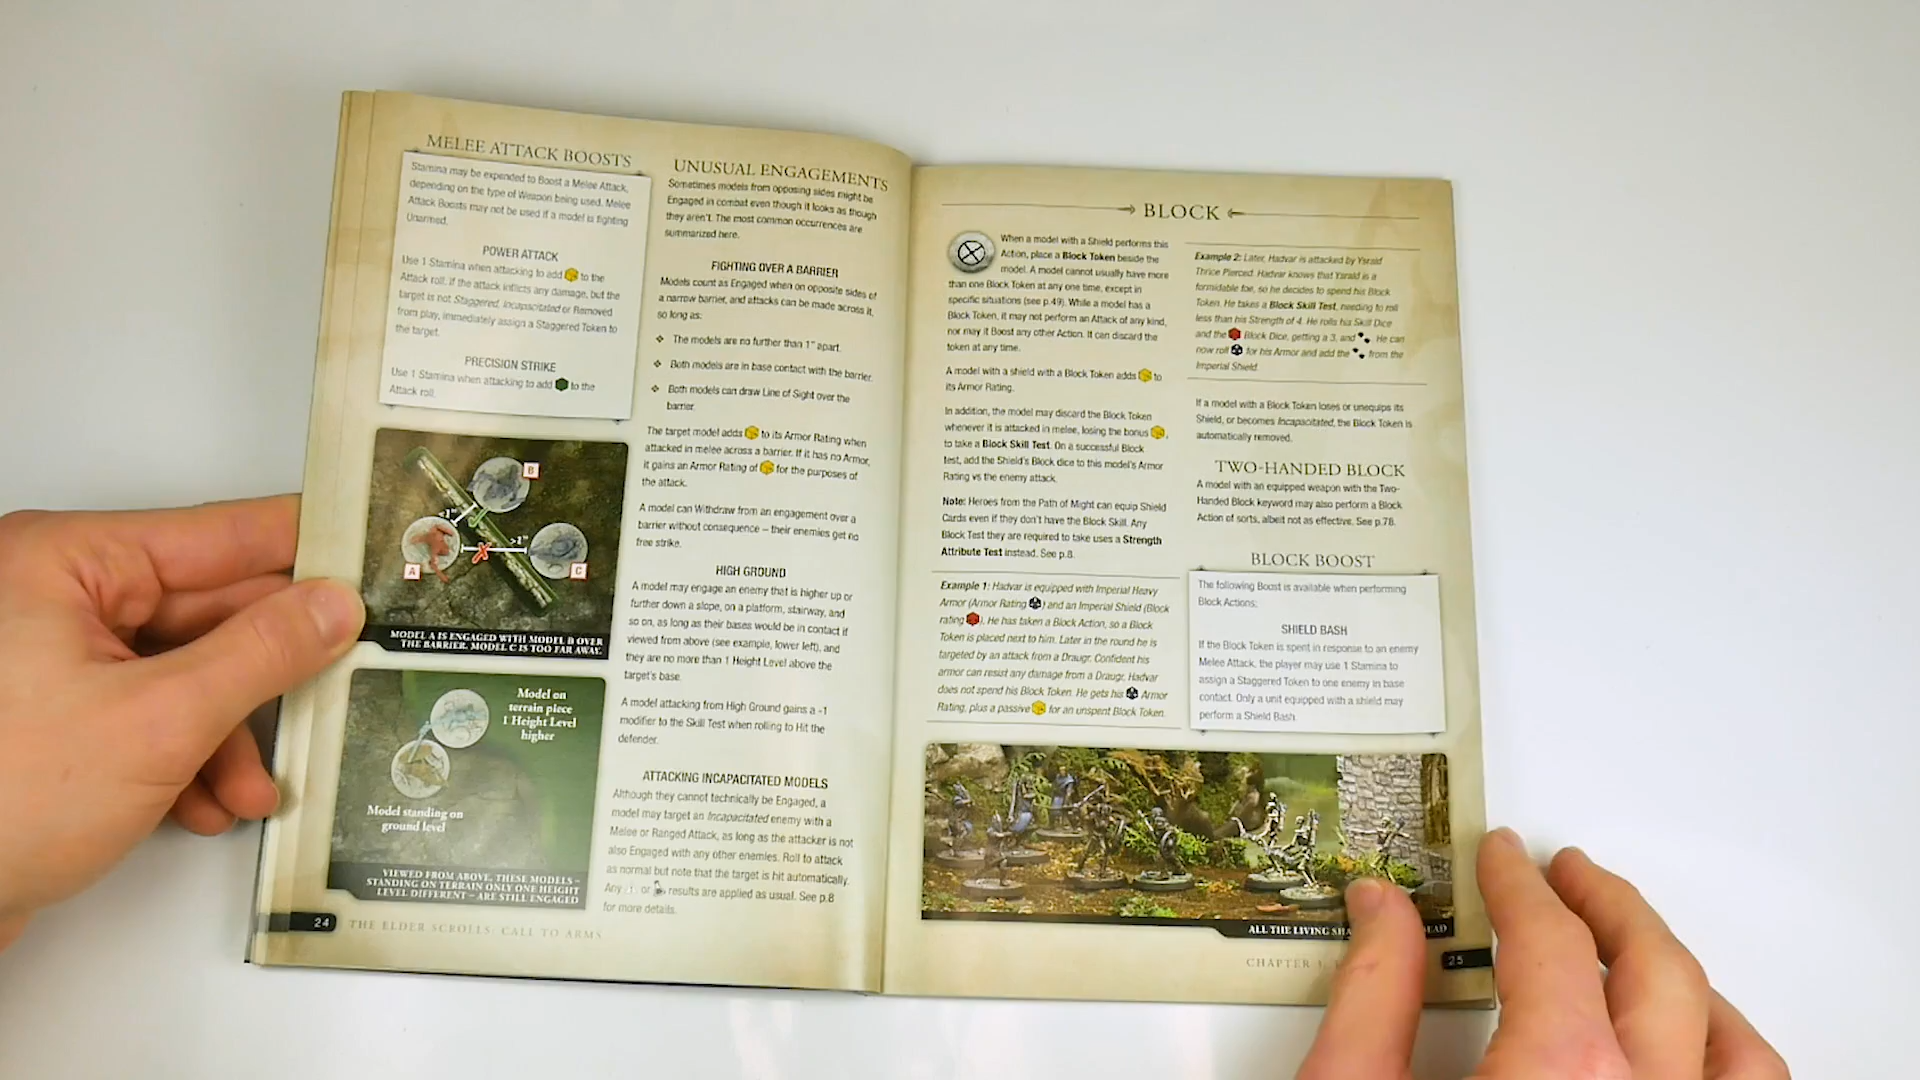 MELEE ATTACK BOOSTS
Stamina may be expended to Boost a Melee Attack,
depending on the type of Weapon being used. Melee
Attack Boosts may not be used if a model is fighting
Unarmed.
POWER ATTACK
Use 1 Stamina when attacking to add to the
Attack roll. If the attack inflicts any damage, but the
target is not Staggered, Incapacitated or Removed
from play, immediately assign a Staggered Token to
the target.
PRECISION STRIKE
Use 1 Stamina when attacking to add to the
Attack roll.
B
<1"
>1"
A
C
MODEL A IS ENGAGED WITH MODEL B OVER
THE BARRIER. MODEL C IS TOO FAR AWAY.
Model on
terrain piece
1 Height Level
higher
Model standing on
ground level
VIEWED FROM ABOVE, THESE MODELS –
STANDING ON TERRAIN ONLY ONE HEIGHT
LEVEL DIFFERENT – ARE STILL ENGAGED
24
THE ELDER SCROLLS: CALL TO ARMS
UNUSUAL ENGAGEMENTS
Sometimes models from opposing sides might be
Engaged in combat even though it looks as though
they aren't. The most common occurrences are
summarized here.
FIGHTING OVER A BARRIER
Models count as Engaged when on opposite sides of
a narrow barrier, and attacks can be made across it,
so long as:
The models are no further than 1" apart.
Both models are in base contact with the barrier.
Both models can draw Line of Sight over the
barrier.
The target model adds to its Armor Rating when
attacked in melee across a barrier. If it has no Armor,
it gains an Armor Rating of for the purposes of
the attack.
A model can Withdraw from an engagement over a
barrier without consequence – their enemies get no
free strike.
HIGH GROUND
A model may engage an enemy that is higher up or
further down a slope, on a platform, stairway, and
so on, as long as their bases would be in contact if
viewed from above (see example, lower left), and
they are no more than 1 Height Level above the
target's base.
A model attacking from High Ground gains a -1
modifier to the Skill Test when rolling to Hit the
defender.
ATTACKING INCAPACITATED MODELS
Although they cannot technically be Engaged, a
model may target an Incapacitated enemy with a
Melee or Ranged Attack, as long as the attacker is not
also Engaged with any other enemies. Roll to attack
as normal but note that the target is hit automatically.
Any or results are applied as usual. See p.8
for more details.
BLOCK
When a model with a Shield performs this
Action, place a Block Token beside the
model. A model cannot usually have more
than one Block Token at any one time, except in
specific situations (see p.49). While a model has a
Block Token, it may not perform an Attack of any kind,
nor may it Boost any other Action. It can discard the
token at any time.
A model with a shield with a Block Token adds to
its Armor Rating.
In addition, the model may discard the Block Token
whenever it is attacked in melee, losing the bonus ,
to take a Block Skill Test. On a successful Block
test, add the Shield's Block dice to this model's Armor
Rating vs the enemy attack.
Note: Heroes from the Path of Might can equip Shield
Cards even if they don't have the Block Skill. Any
Block Test they are required to take uses a Strength
Attribute Test instead. See p.8.
Example 1: Hadvar is equipped with Imperial Heavy
Armor (Armor Rating ) and an Imperial Shield (Block
rating ). He has taken a Block Action, so a Block
Token is placed next to him. Later in the round he is
targeted by an attack from a Draugr. Confident his
armor can resist any damage from a Draugr, Hadvar
does not spend his Block Token. He gets his Armor
Rating, plus a passive for an unspent Block Token.
Example 2: Later, Hadvar is attacked by Ysrald
Thrice Pierced. Hadvar knows that Ysrald is a
formidable foe, so he decides to spend his Block
Token. He takes a Block Skill Test, needing to roll
less than his Strength of 4. He rolls his Skill Dice
and the Block Dice, getting a 3, and . He can
now roll for his Armor and add the from the
Imperial Shield.
If a model with a Block Token loses or unequips its
Shield, or becomes Incapacitated, the Block Token is
automatically removed.
TWO-HANDED BLOCK
A model with an equipped weapon with the Two-
Handed Block keyword may also perform a Block
Action of sorts, albeit not as effective. See p.78.
BLOCK BOOST
The following Boost is available when performing
Block Actions:
SHIELD BASH
If the Block Token is spent in response to an enemy
Melee Attack, the player may use 1 Stamina to
assign a Staggered Token to one enemy in base
contact. Only a unit equipped with a shield may
perform a Shield Bash.
ALL THE LIVING
CHAPTER
25